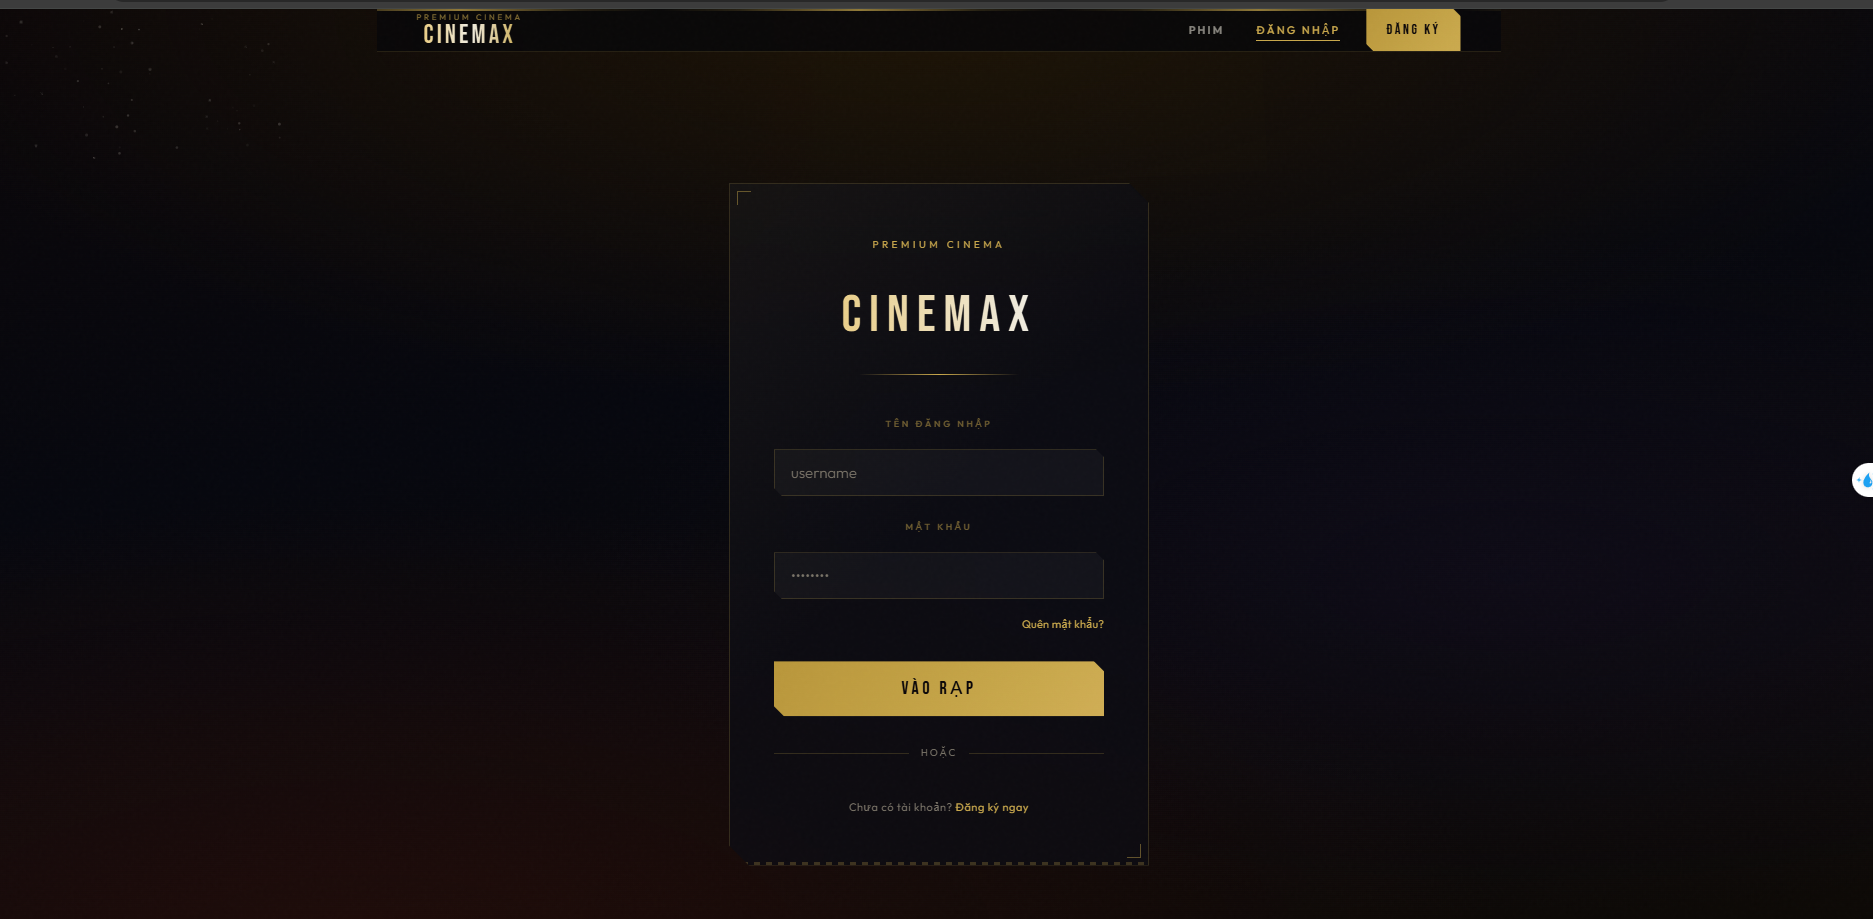 PREMIUM CINEMA
CINEMAX
PHIM
ĐĂNG NHẬP
ĐĂNG KÝ
PREMIUM CINEMA
CINEMAX
TÊN ĐĂNG NHẬP
username
MẬT KHẨU
••••••••
Quên mật khẩu?
VÀO RẠP
HOẶC
Chưa có tài khoản? Đăng ký ngay